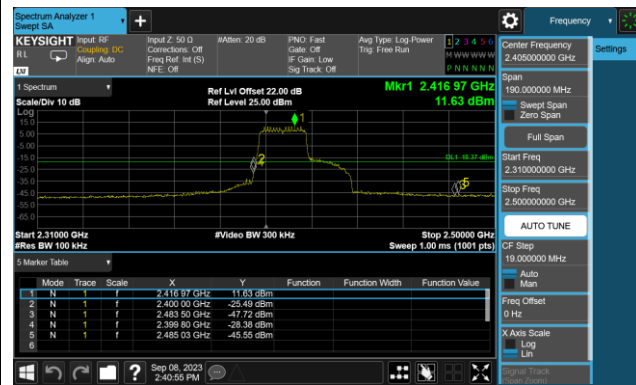 Spectrum Analyzer 1
Swept SA
Frequency
KEYSIGHT
Input: RF
Input Z: 50 Ω
#Atten: 20 dB
PNO: Fast
Avg Type: Log-Power
1 2 3 4 5 6
RL
Coupling: DC
Corrections: Off
Gate: Off
Trig: Free Run
M W W W W W
Align: Auto
Freq Ref: Int (S)
IF Gain: Low
LXI
NFE: Off
Sig Track: Off
P N N N N N
Center Frequency
2.405000000 GHz
Settings
1 Spectrum
Ref Lvl Offset 22.00 dB
Mkr1 2.416 97 GHz
Scale/Div 10 dB
Ref Level 25.00 dBm
11.63 dBm
Span
190.000000 MHz
Swept Span
Zero Span
Log
15.0
5.00
-5.00
-15.0
-25.0
-35.0
-45.0
-55.0
-65.0
1
2
5
DL1 -18.37 dBm
Full Span
Start Freq
2.310000000 GHz
Stop Freq
2.500000000 GHz
AUTO TUNE
Start 2.31000 GHz
#Video BW 300 kHz
Stop 2.50000 GHz
#Res BW 100 kHz
Sweep 1.00 ms (1001 pts)
CF Step
19.000000 MHz
Auto
Man
5 Marker Table
Mode Trace Scale X Y Function Function Width Function Value
1 N 1 f 2.416 97 GHz 11.63 dBm
2 N 1 f 2.400 00 GHz -25.49 dBm
3 N 1 f 2.483 50 GHz -47.72 dBm
4 N 1 f 2.399 80 GHz -28.38 dBm
5 N 1 f 2.485 03 GHz -45.55 dBm
6
Freq Offset
0 Hz
X Axis Scale
Log
Lin
Signal Track
(Span Zoom)
?
Sep 08, 2023
2:40:55 PM